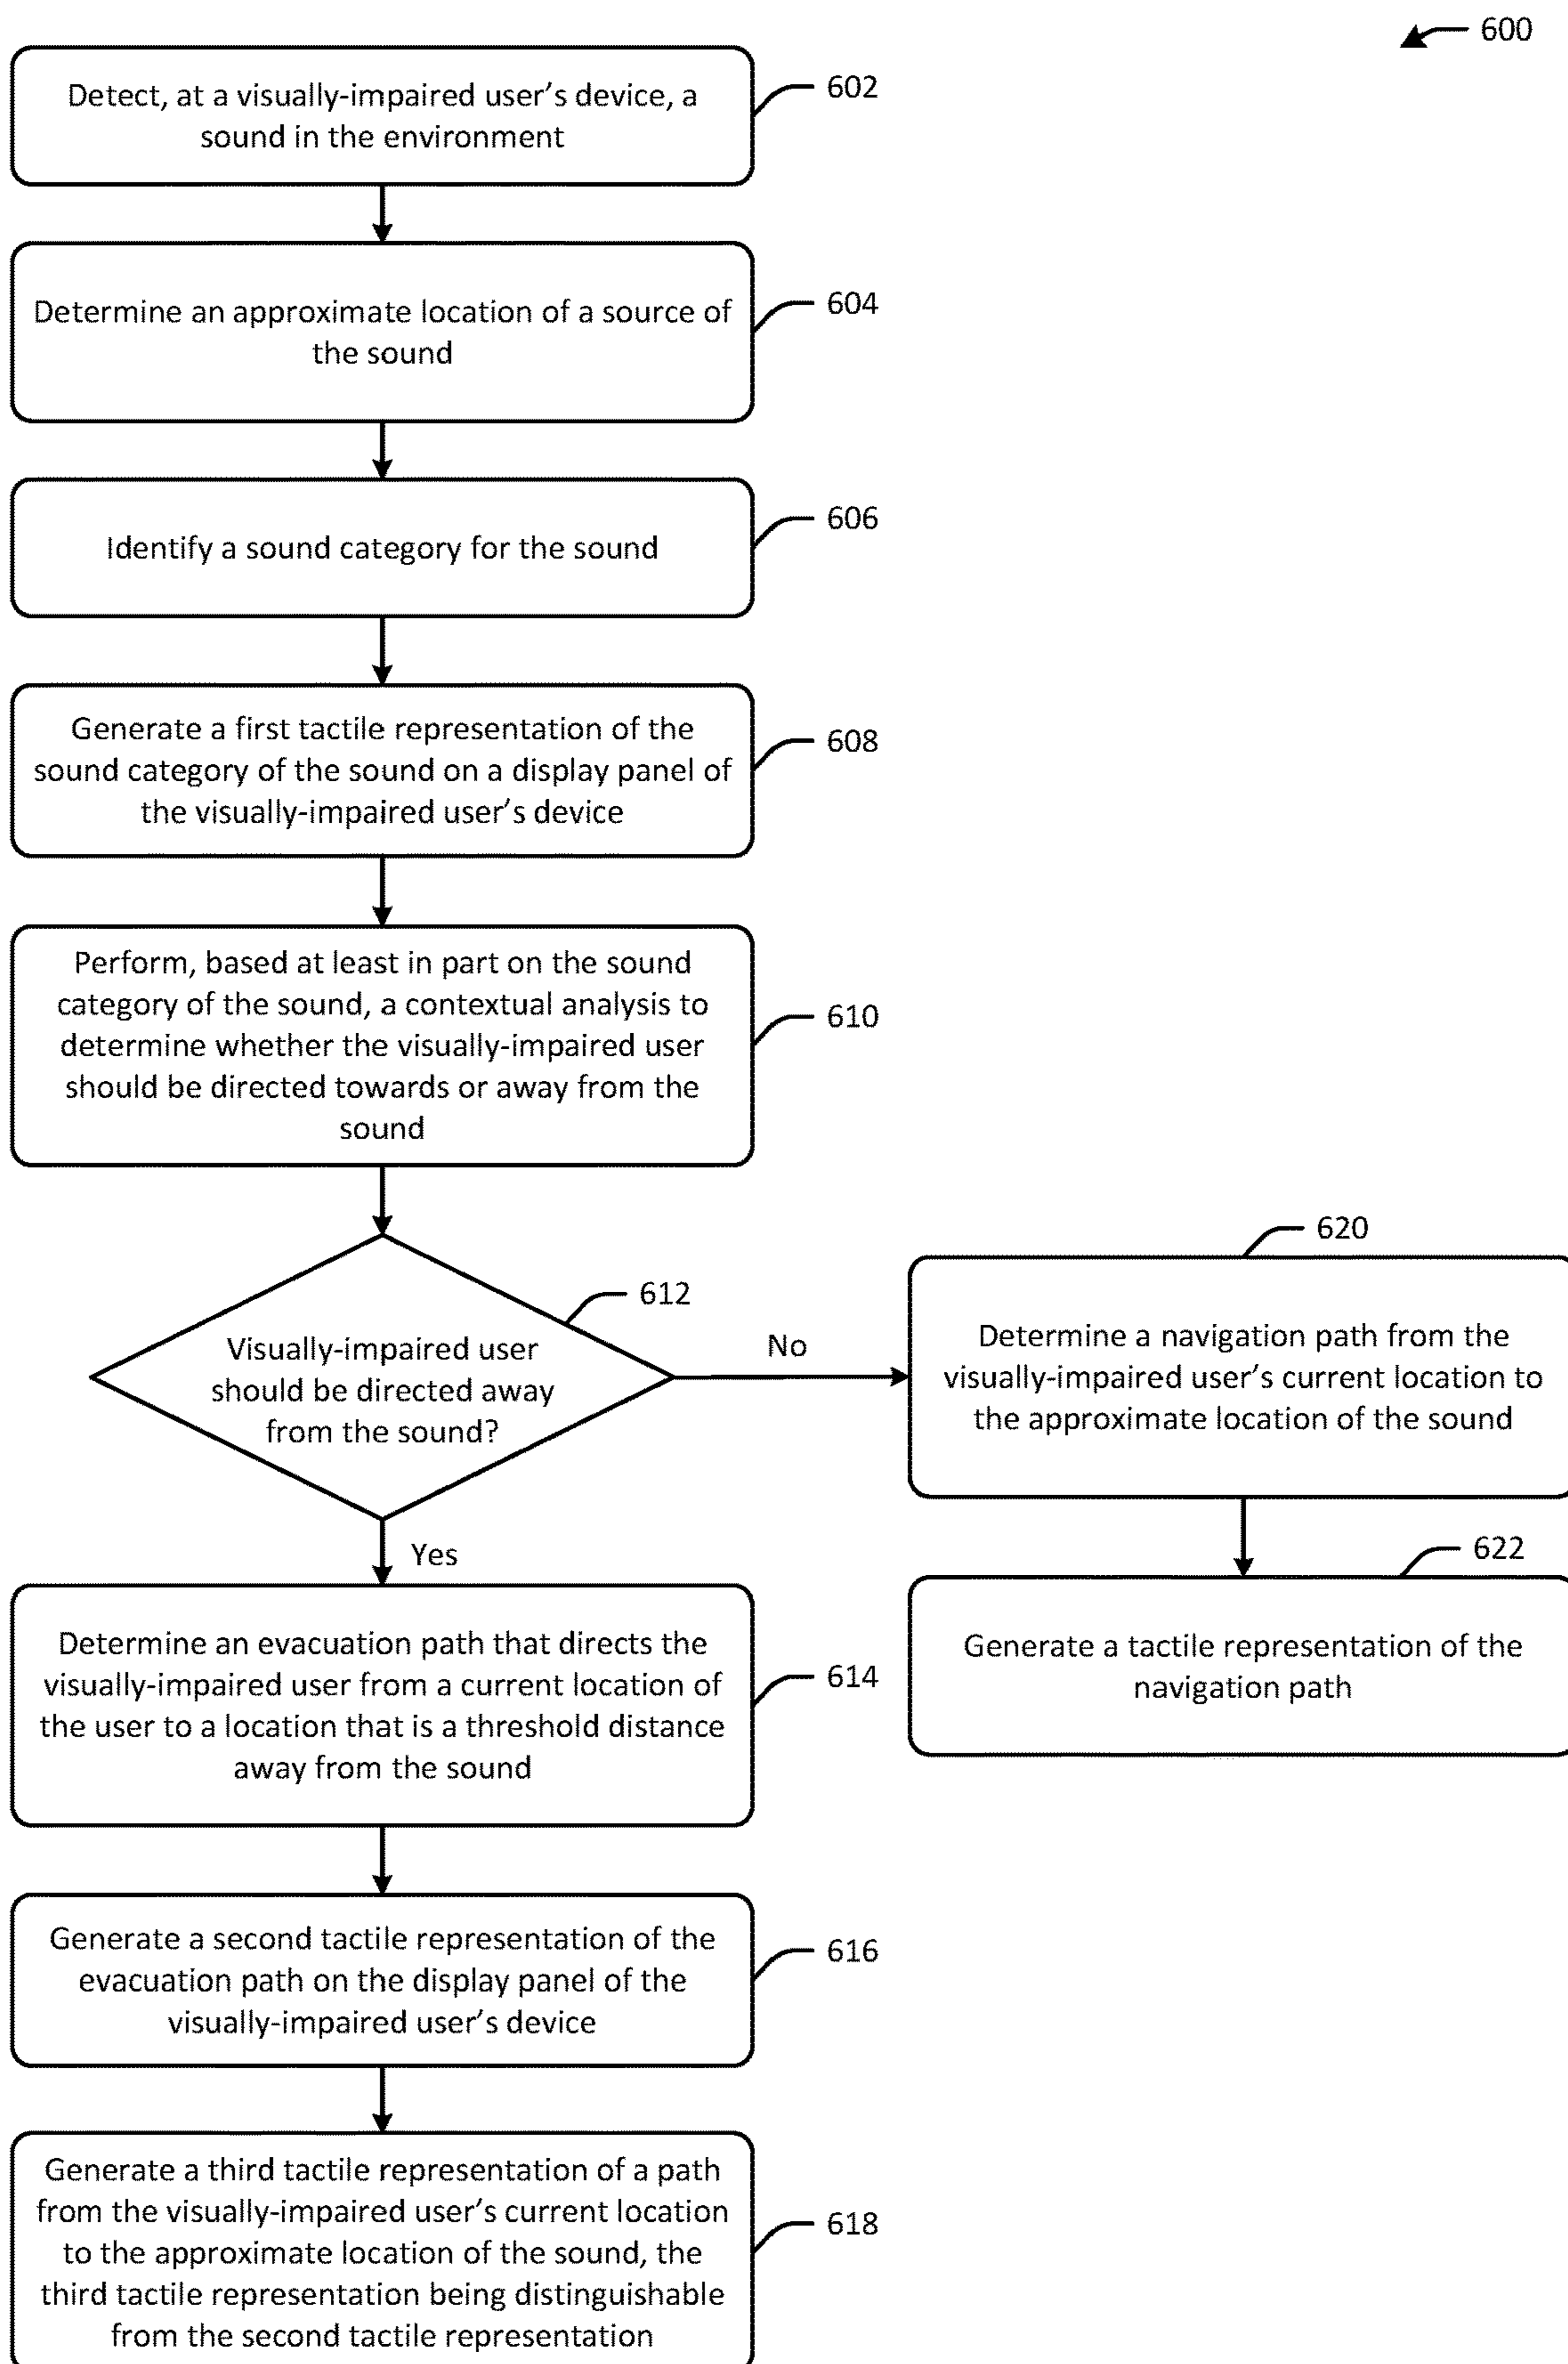 600
Detect, at a visually-impaired user's device, a
sound in the environment
602
Determine an approximate location of a source of
the sound
604
Identify a sound category for the sound
606
Generate a first tactile representation of the
sound category of the sound on a display panel of
the visually-impaired user's device
608
Perform, based at least in part on the sound
category of the sound, a contextual analysis to
determine whether the visually-impaired user
should be directed towards or away from the
sound
610
612
Visually-impaired user
should be directed away
from the sound?
No
Yes
620
Determine a navigation path from the
visually-impaired user's current location to
the approximate location of the sound
622
Generate a tactile representation of the
navigation path
Determine an evacuation path that directs the
visually-impaired user from a current location of
the user to a location that is a threshold distance
away from the sound
614
Generate a second tactile representation of the
evacuation path on the display panel of the
visually-impaired user's device
616
Generate a third tactile representation of a path
from the visually-impaired user's current location
to the approximate location of the sound, the
third tactile representation being distinguishable
from the second tactile representation
618